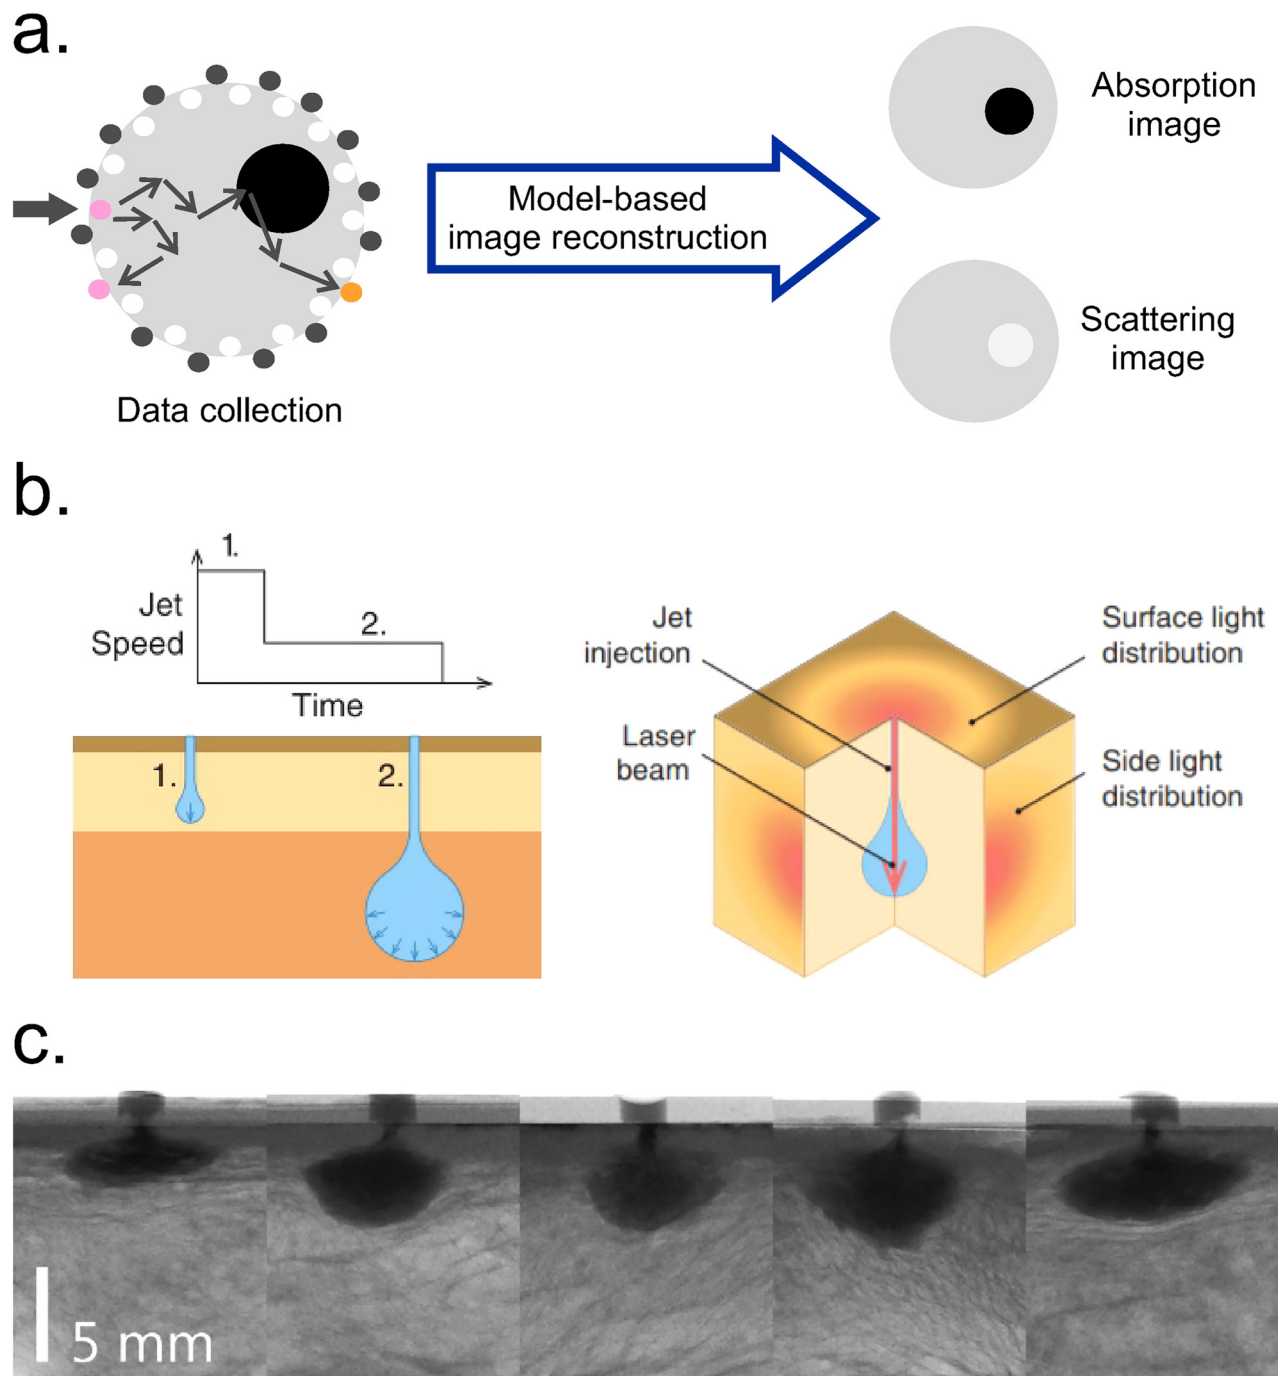 a.
Absorption
image
Model-based
image reconstruction
Scattering
image
Data collection
b.
1.
Jet
Speed
2.
Time
1.
2.
Jet
injection
Laser
beam
Surface light
distribution
Side light
distribution
c.
5 mm